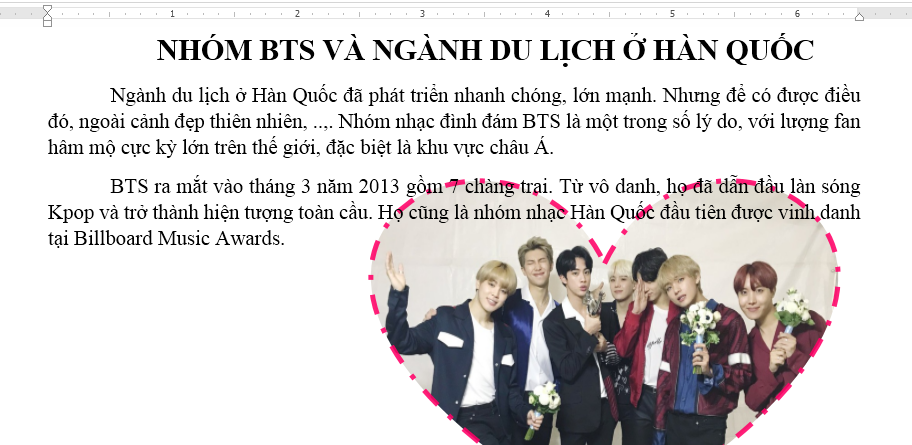 1 2 3 4 5 6
NHÓM BTS VÀ NGÀNH DU LỊCH Ở HÀN QUỐC
Ngành du lịch ở Hàn Quốc đã phát triển nhanh chóng, lớn mạnh. Nhưng để có được điều
đó, ngoài cảnh đẹp thiên nhiên, ..,. Nhóm nhạc đình đám BTS là một trong số lý do, với lượng fan
hâm mộ cực kỳ lớn trên thế giới, đặc biệt là khu vực châu Á.
BTS ra mắt vào tháng 3 năm 2013 gồm 7 chàng trai. Từ vô danh, họ đã dẫn đầu làn sóng
Kpop và trở thành hiện tượng toàn cầu. Họ cũng là nhóm nhạc Hàn Quốc đầu tiên được vinh danh
tại Billboard Music Awards.